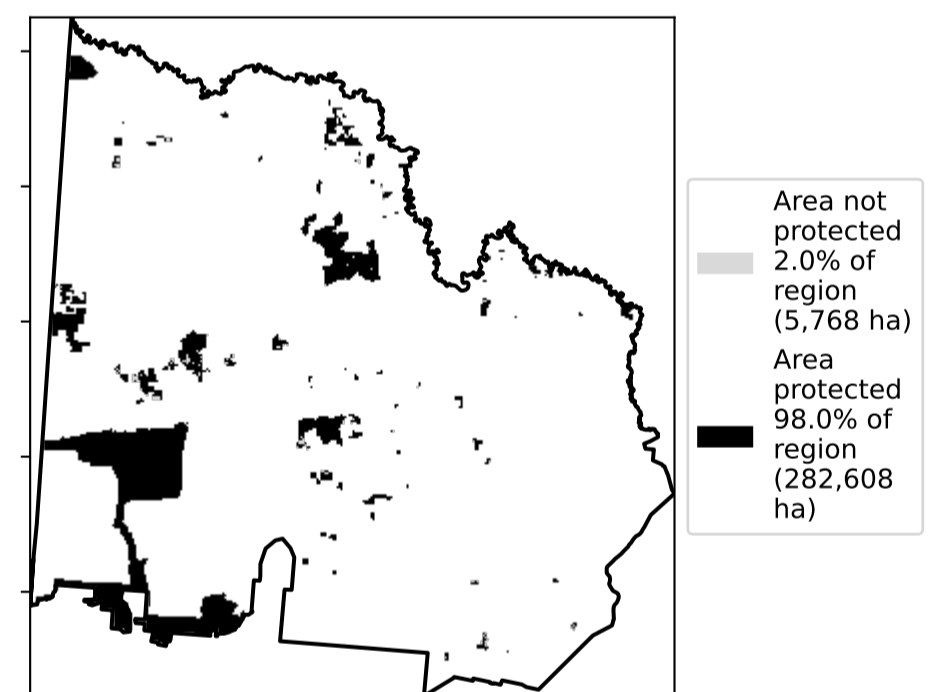 Area not
protected
2.0% of
region
(5,768 ha)
Area
protected
98.0% of
region
(282,608
ha)